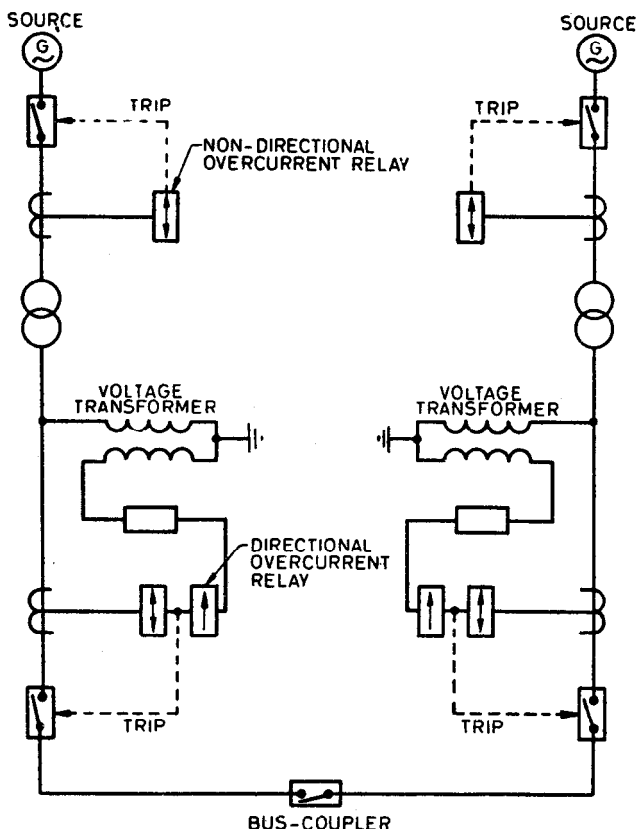 SOURCE
SOURCE
G
G
TRIP
TRIP
NON-DIRECTIONAL
OVERCURRENT RELAY
VOLTAGE
TRANSFORMER
VOLTAGE
TRANSFORMER
DIRECTIONAL
OVERCURRENT
RELAY
TRIP
TRIP
BUS-COUPLER